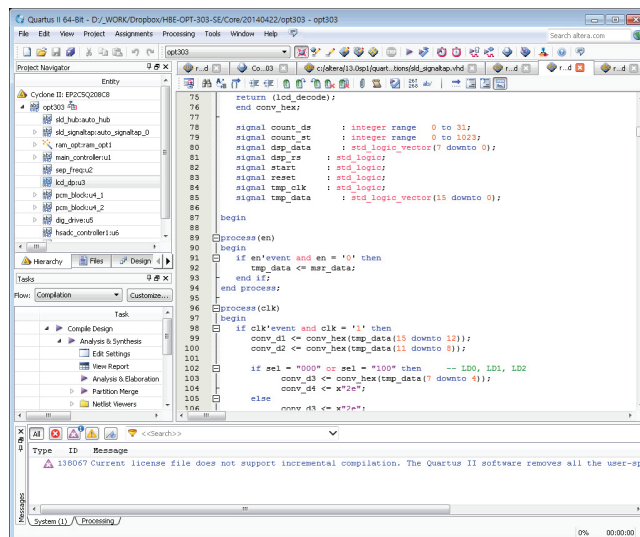 Quartus II 64-Bit - D:/_WORK/Dropbox/HBE-OPT-303-SE/Core/20140422/opt303 - opt303
File Edit View Project Assignments Processing Tools Window Help
Search altera.com
opt303
Project Navigator
r...d
Co...03
c:/altera/13.0sp1/quart...tions/sld_signaltap.vhd
r...d
r...d
r...d
Entity
Cyclone II: EP2C5Q208C8
opt303
sld_hub:auto_hub
sld_signaltap:auto_signaltap_0
ram_opt:ram_opt1
main_controller:u1
sep_freq:u2
lcd_dp:u3
pcm_block:u4_1
pcm_block:u4_2
dig_drive:u5
hsadc_controller1:u6
Hierarchy Files Design
Tasks
Flow: Compilation Customize...
Task
Compile Design
Analysis & Synthesis
Edit Settings
View Report
Analysis & Elaboration
Partition Merge
Netlist Viewers
267
268
ab/
75 return (lcd_decode);
76 end conv_hex;
77
78 signal count_ds : integer range 0 to 31;
79 signal count_st : integer range 0 to 1023;
80 signal dsp_data : std_logic_vector(7 downto 0);
81 signal dsp_rs : std_logic;
82 signal start : std_logic;
83 signal reset : std_logic;
84 signal tmp_clk : std_logic;
85 signal tmp_data : std_logic_vector(15 downto 0);
86
87 begin
88
89 process(en)
90 begin
91 if en'event and en = '0' then
92 tmp_data <= msr_data;
93 end if;
94 end process;
95
96 process(clk)
97 begin
98 if clk'event and clk = '1' then
99 conv_d1 <= conv_hex(tmp_data(15 downto 12));
100 conv_d2 <= conv_hex(tmp_data(11 downto 8));
101
102 if sel = "000" or sel = "100" then -- LD0, LD1, LD2
103 conv_d3 <= conv_hex(tmp_data(7 downto 4));
104 conv_d4 <= x"2e";
105 else
106 conv_d3 <= x"2e";
All <<Search>>
Type ID Message
138067 Current license file does not support incremental compilation. The Quartus II software removes all the user-sp
Messages
System (1) Processing
0% 00:00:00